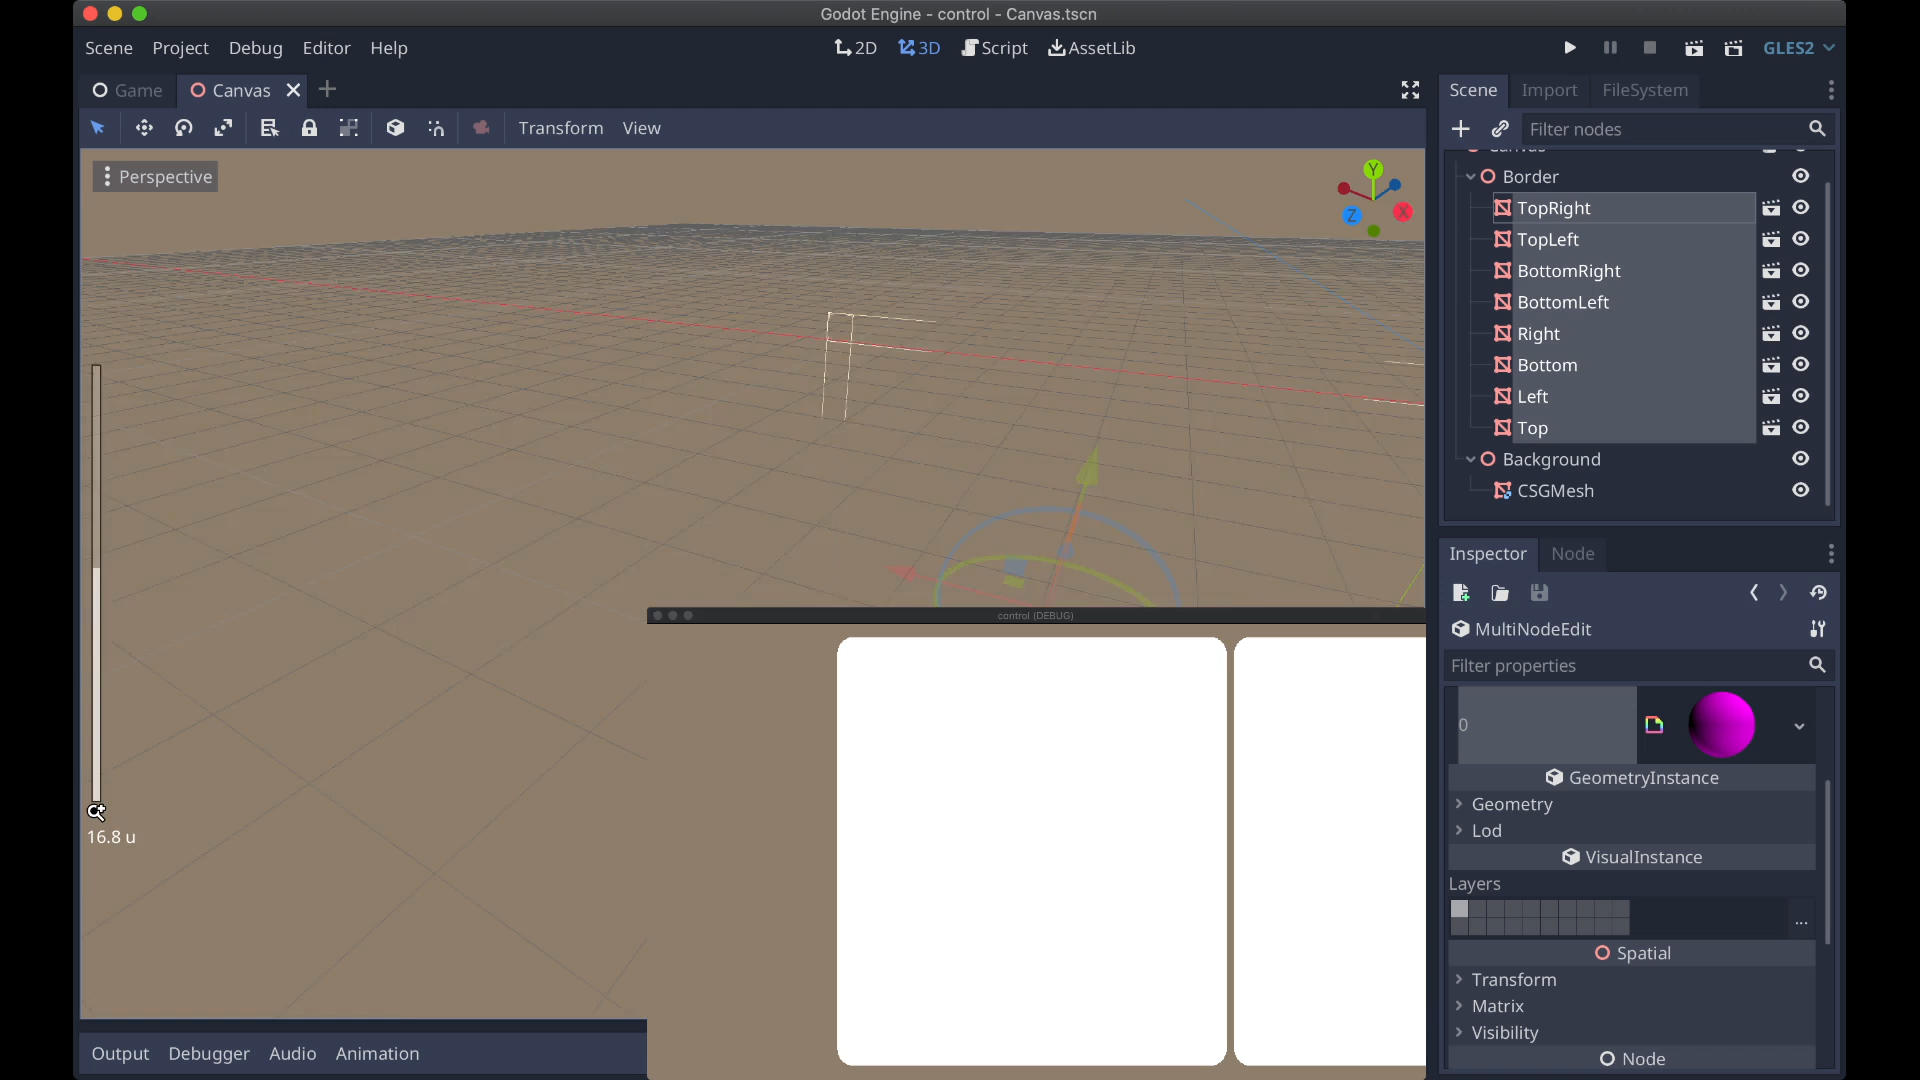 Godot Engine - control - Canvas.tscn
Scene Project Debug Editor Help
2D 3D Script AssetLib
GLES2
Game Canvas
Scene Import FileSystem
Transform View
Filter nodes
Perspective
Y
X
Z
Border
TopRight
TopLeft
BottomRight
BottomLeft
Right
Bottom
Left
Top
Background
CSGMesh
Inspector Node
MultiNodeEdit
Filter properties
0
GeometryInstance
Geometry
Lod
VisualInstance
Layers
...
Spatial
Transform
Matrix
Visibility
Node
16.8 u
control (DEBUG)
Output Debugger Audio Animation